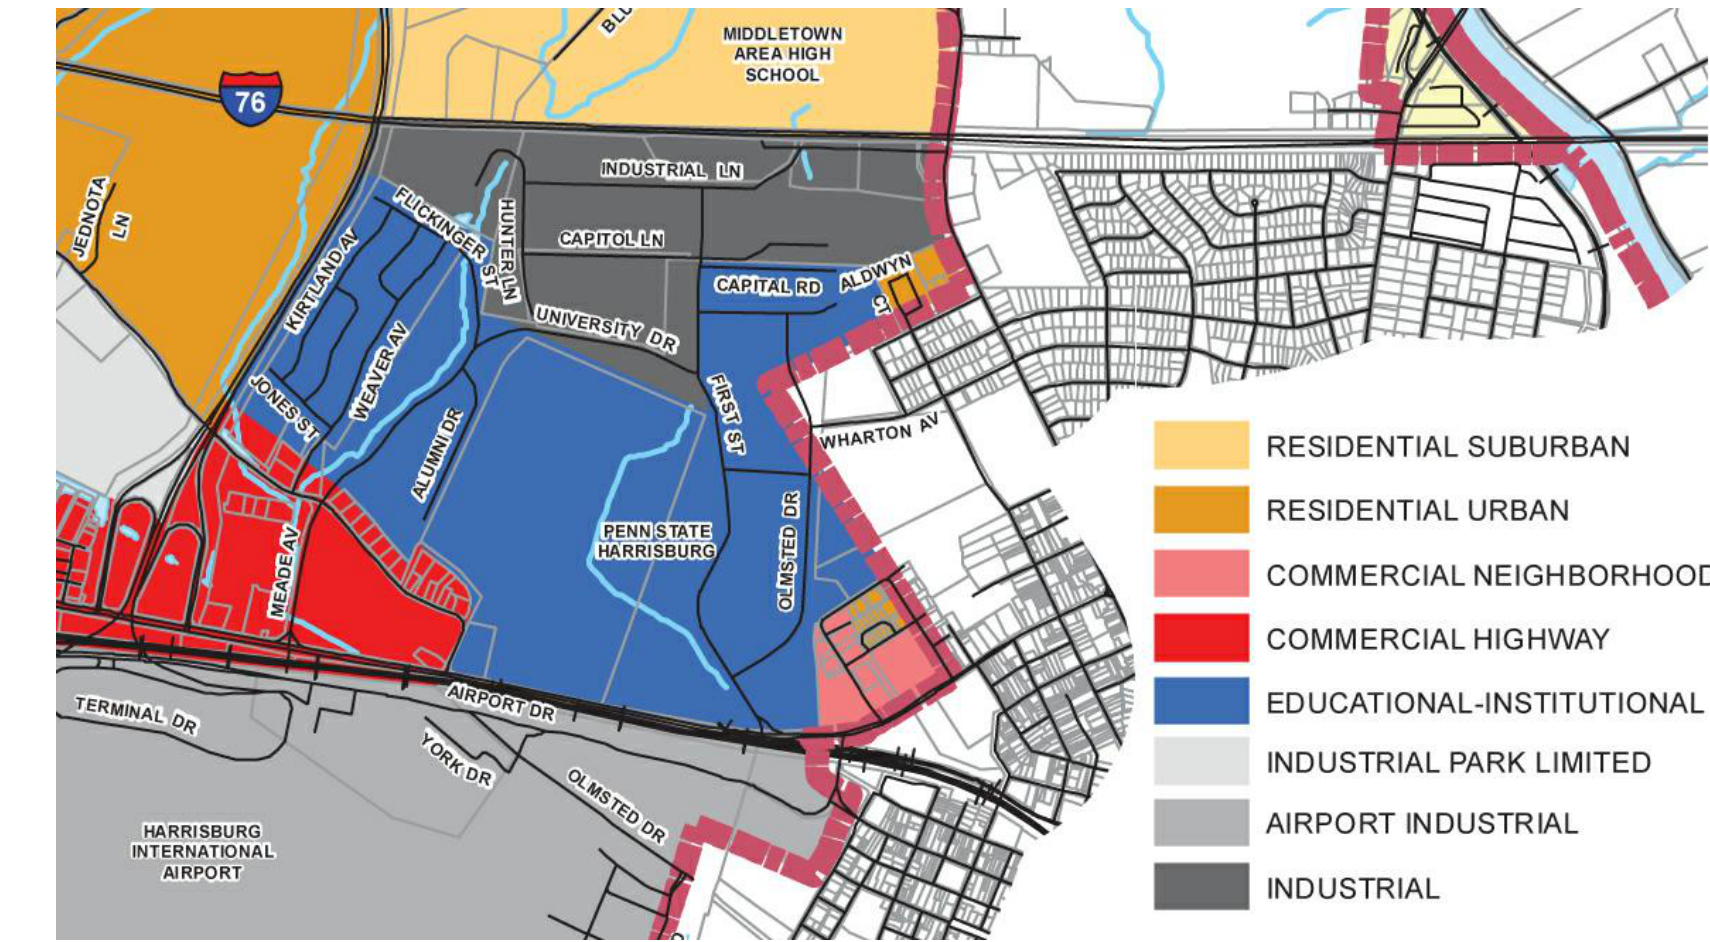 BLU
MIDDLETOWN
AREA HIGH
SCHOOL
76
INDUSTRIAL LN
JEDNOTA
LN
FLICKINGER
ST
HUNTER LN
CAPITOL LN
KIRTLAND AV
CAPITAL RD
ALDWYN
CT
UNIVERSITY DR
WEAVER AV
JONES ST
FIRST ST
ALUMNI DR
WHARTON AV
PENN STATE
HARRISBURG
OLMSTED DR
MEADE AV
AIRPORT DR
TERMINAL DR
YORK DR
OLMSTED DR
HARRISBURG
INTERNATIONAL
AIRPORT
RESIDENTIAL SUBURBAN
RESIDENTIAL URBAN
COMMERCIAL NEIGHBORHOOD
COMMERCIAL HIGHWAY
EDUCATIONAL-INSTITUTIONAL
INDUSTRIAL PARK LIMITED
AIRPORT INDUSTRIAL
INDUSTRIAL